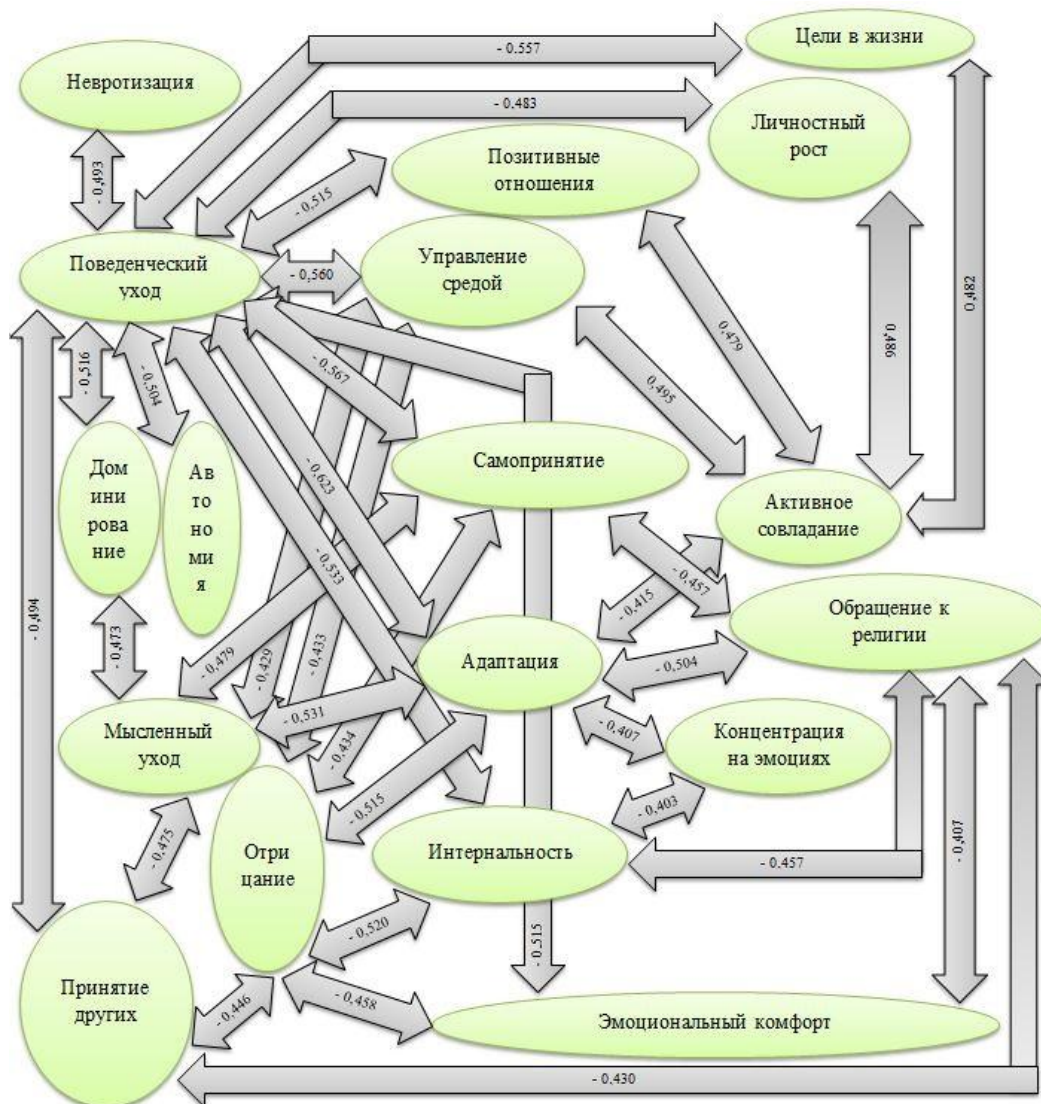 Цели в жизни
- 0.557
Невротизация
- 0.483
Личностный
рост
Позитивные
отношения
- 0,493
- 0,515
Поведенческий
уход
- 0,560
Управление
средой
0,482
0,486
0,479
- 0,516
- 0,504
- 0,567
0,495
Дом
ини
рова
ние
Ав
то
но
ми
я
- 0,623
Самопринятие
Активное
совладание
- 0,533
- 0,457
- 0,415
Обращение к
религии
- 0,494
- 0,473
- 0,479
- 0,429
- 0,433
Адаптация
- 0,504
Мысленный
уход
- 0,531
- 0,434
- 0,407
Концентрация
на эмоциях
- 0,515
- 0,403
- 0,475
Отри
цание
Интернальность
- 0.457
- 0,407
- 0,520
- 0,515
Принятие
других
- 0,446
- 0,458
Эмоциональный комфорт
- 0,430